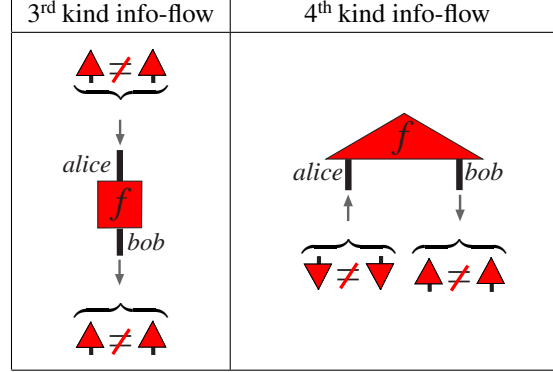 3rd kind info-flow
4th kind info-flow
≠
alice
f
bob
≠
f
alice
bob
≠ ≠